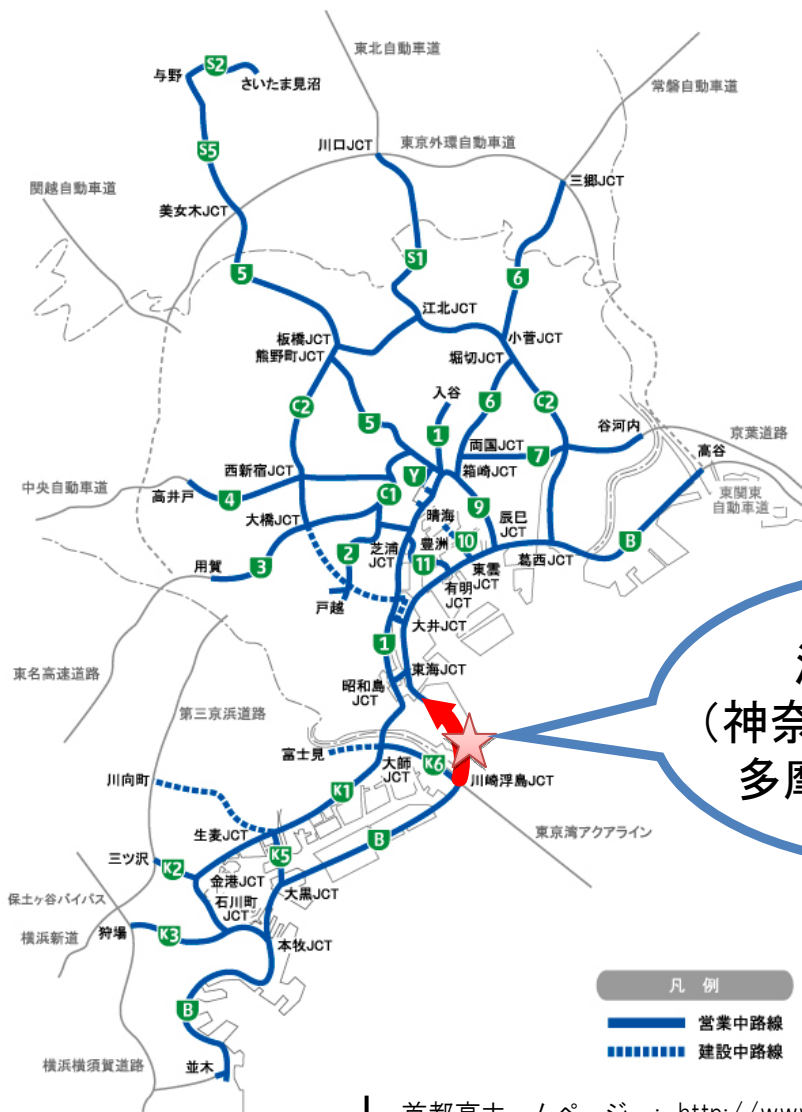 東北自動車道
与野
S2
さいたま見沼
常磐自動車道
川口JCT
東京外環自動車道
S5
三郷JCT
関越自動車道
美女木JCT
S1
5
6
江北JCT
板橋JCT
小菅JCT
熊野町JCT
堀切JCT
入谷
C2
6
C2
5
1
谷河内
両国JCT
京葉道路
7
西新宿JCT
Y
箱崎JCT
高谷
中央自動車道
4
C1
東関東
自動車道
高井戸
9
大橋JCT
晴海
辰巳
JCT
10
B
2
芝浦
JCT
豊洲
用賀
3
11
東雲
JCT
葛西JCT
有明
JCT
戸越
大井JCT
1
東名高速道路
東海JCT
昭和島
JCT
第三京浜道路
(神奈
多摩
富士見
大師
JCT
K6
川崎浮島JCT
川向町
K1
東京湾アクアライン
生麦JCT
B
三ツ沢
K2
K5
金港JCT
保土ヶ谷バイパス
石川町
JCT
大黒JCT
狩場
K3
横浜新道
本牧JCT
凡 例
B
営業中路線
建設中路線
横浜横須賀道路
並木
首都高ホームページ : http://www